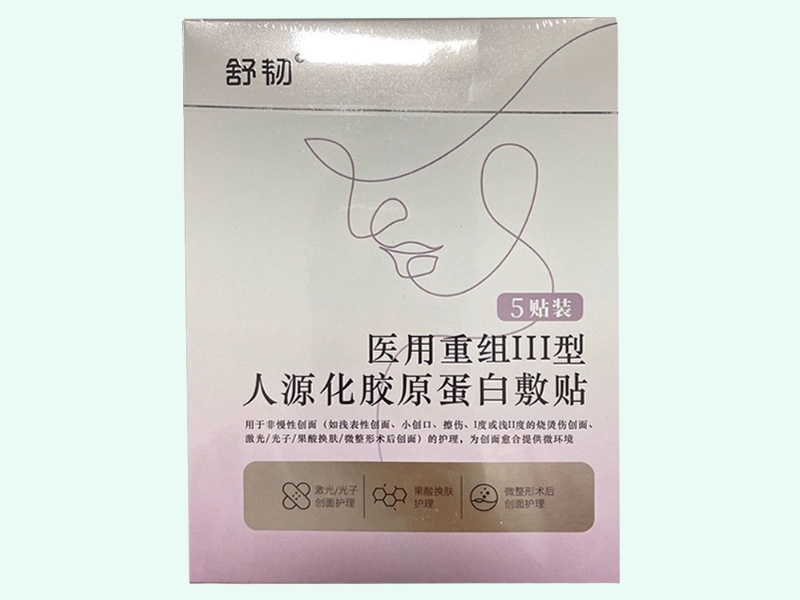 舒韧
5贴装
医用重组III型
人源化胶原蛋白敷贴
用于非慢性创面（如浅表性创面、小创口、擦伤、I度或浅II度的烧烫伤创面、
激光/光子/果酸换肤/微整形术后创面）的护理，为创面愈合提供微环境
激光/光子
创面护理
果酸换肤
护理
微整形术后
创面护理